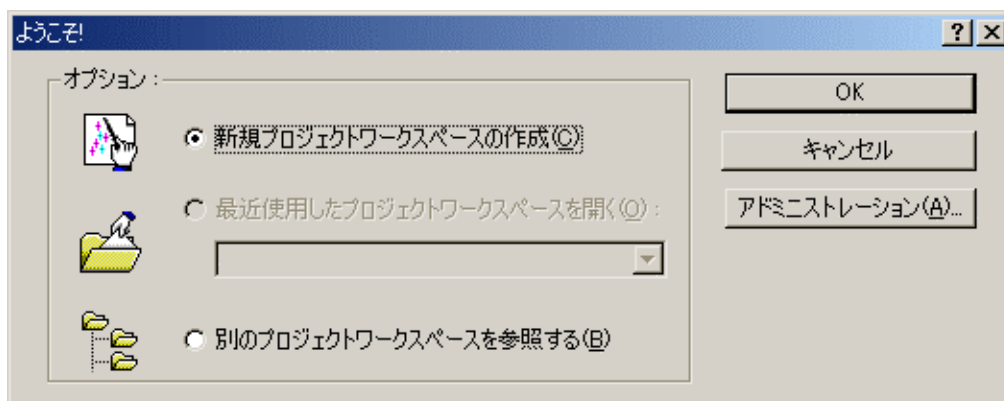 ようこそ!
オプション :
新規プロジェクトワークスペースの作成(C)
最近使用したプロジェクトワークスペースを開く(O) :
別のプロジェクトワークスペースを参照する(B)
OK
キャンセル
アドミニストレーション(A)...